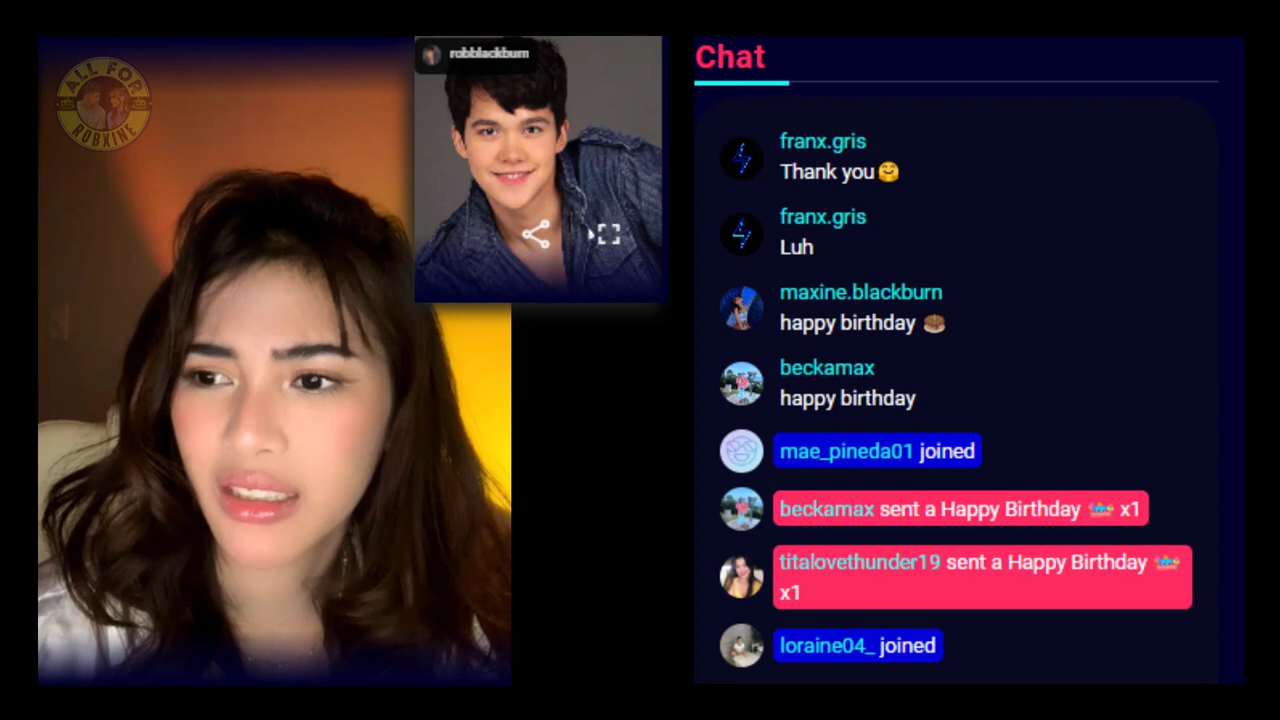 ALL FOR
ROBXINE
robblackburn
Chat
franx.gris
Thank you
franx.gris
Luh
maxine.blackburn
happy birthday
beckamax
happy birthday
mae_pineda01 joined
beckamax sent a Happy Birthday x1
titalovethunder19 sent a Happy Birthday
x1
loraine04_ joined